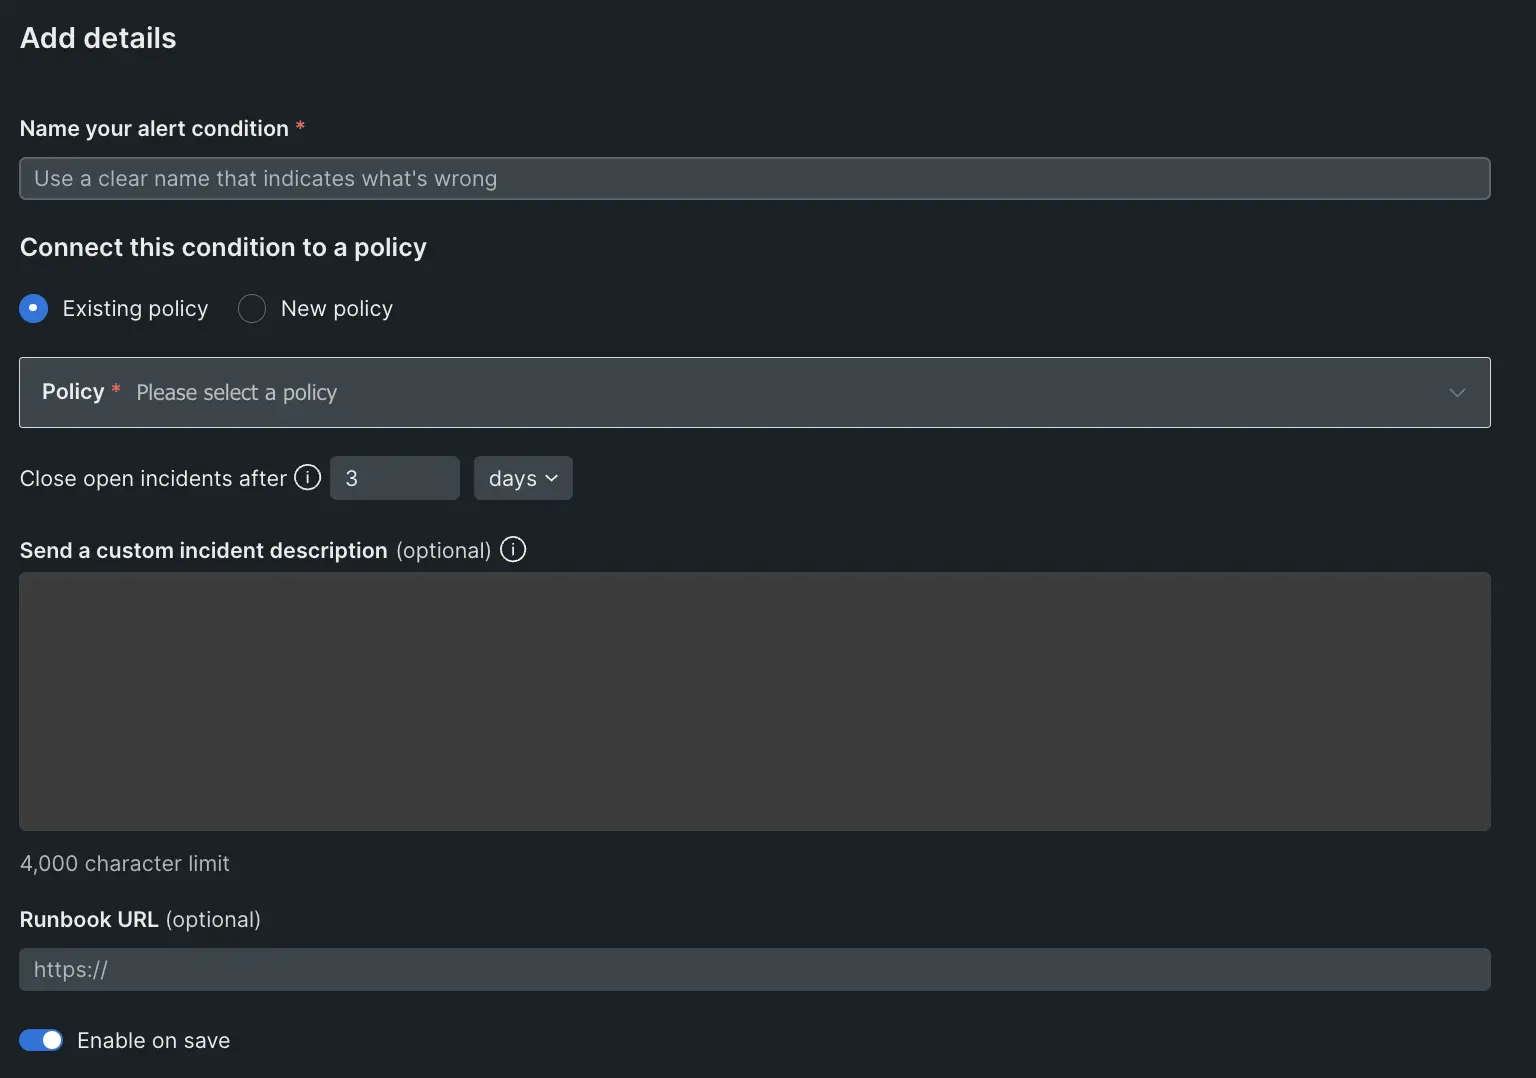 Add details
Name your alert condition *
Use a clear name that indicates what's wrong
Connect this condition to a policy
Existing policy New policy
Policy * Please select a policy
Close open incidents after 3 days
Send a custom incident description (optional)
4,000 character limit
Runbook URL (optional)
https://
Enable on save